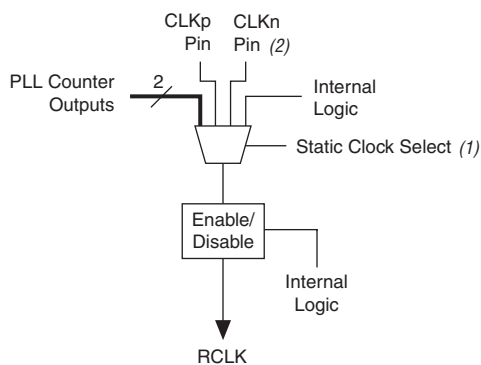 CLKp
Pin
CLKn
Pin (2)
PLL Counter
Outputs
2
Internal
Logic
Static Clock Select (1)
Enable/
Disable
Internal
Logic
RCLK